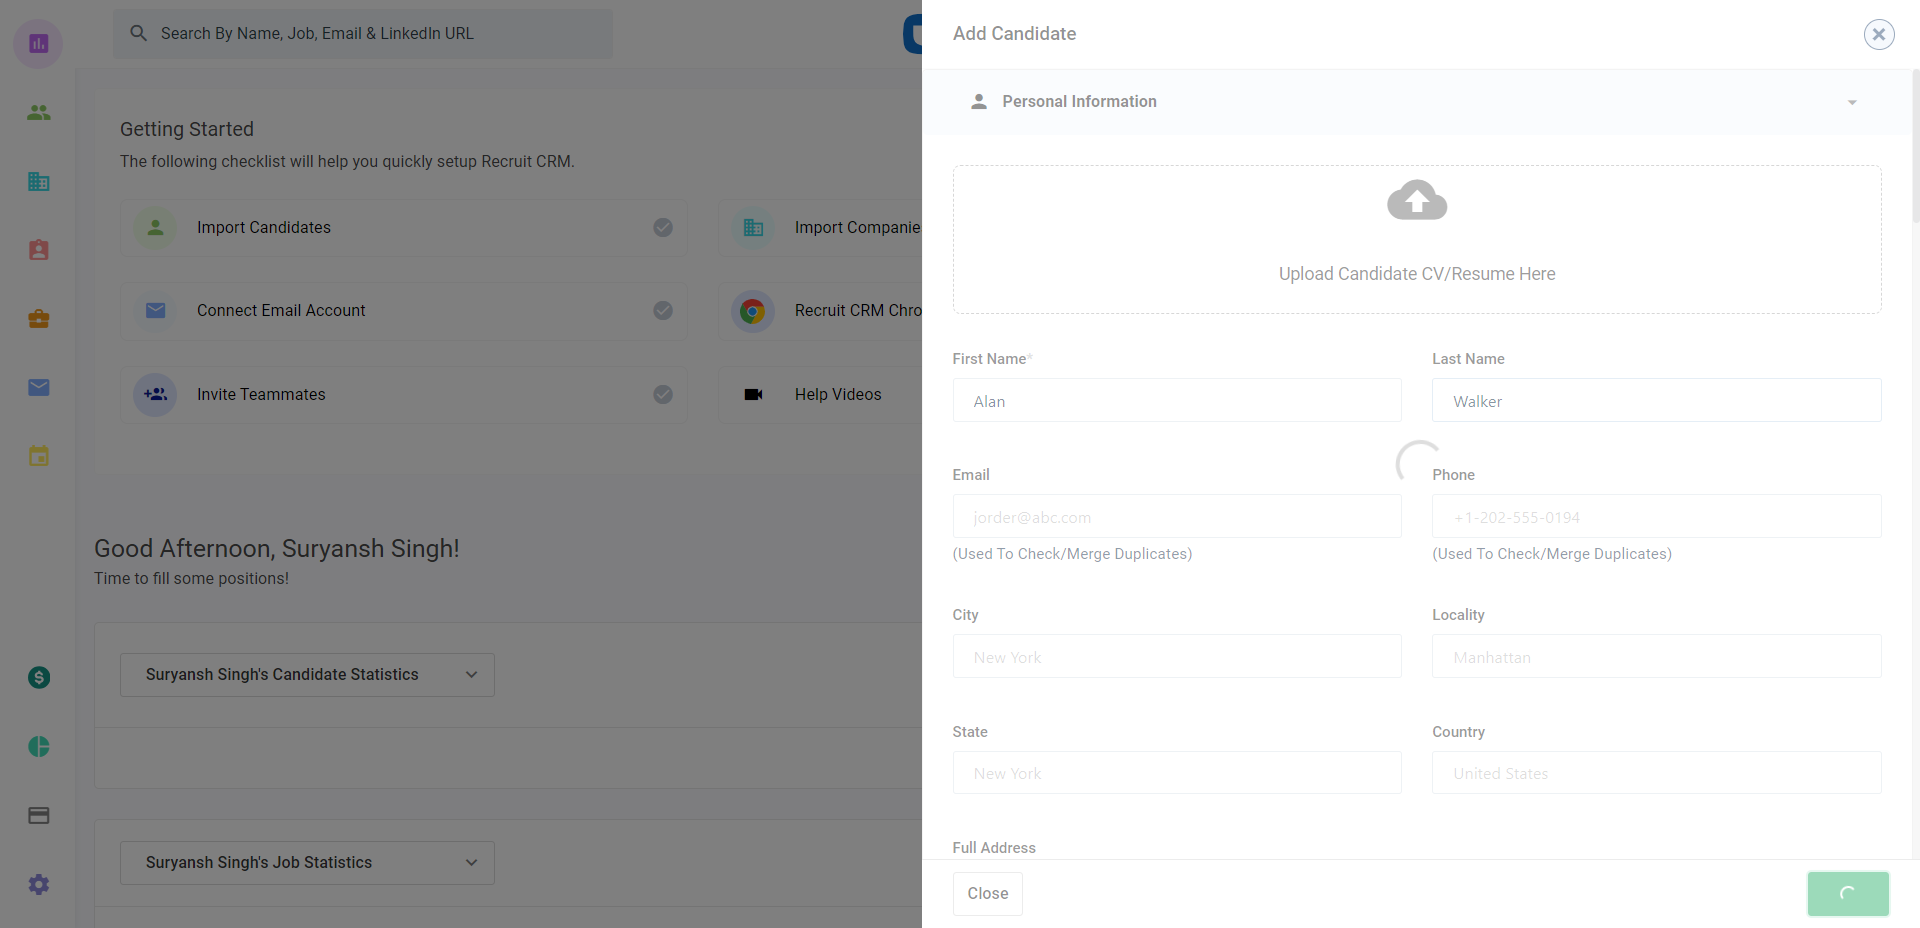 Search By Name, Job, Email & LinkedIn URL
Getting Started
The following checklist will help you quickly setup Recruit CRM.
Import Candidates
Import Companie
Connect Email Account
Recruit CRM Chro
Invite Teammates
Help Videos
Good Afternoon, Suryansh Singh!
Time to fill some positions!
Suryansh Singh's Candidate Statistics
Suryansh Singh's Job Statistics
Add Candidate
Personal Information
Upload Candidate CV/Resume Here
First Name*
Last Name
Alan
Walker
Email
Phone
jorder@abc.com
+1-202-555-0194
(Used To Check/Merge Duplicates)
(Used To Check/Merge Duplicates)
City
Locality
New York
Manhattan
State
Country
New York
United States
Full Address
Close